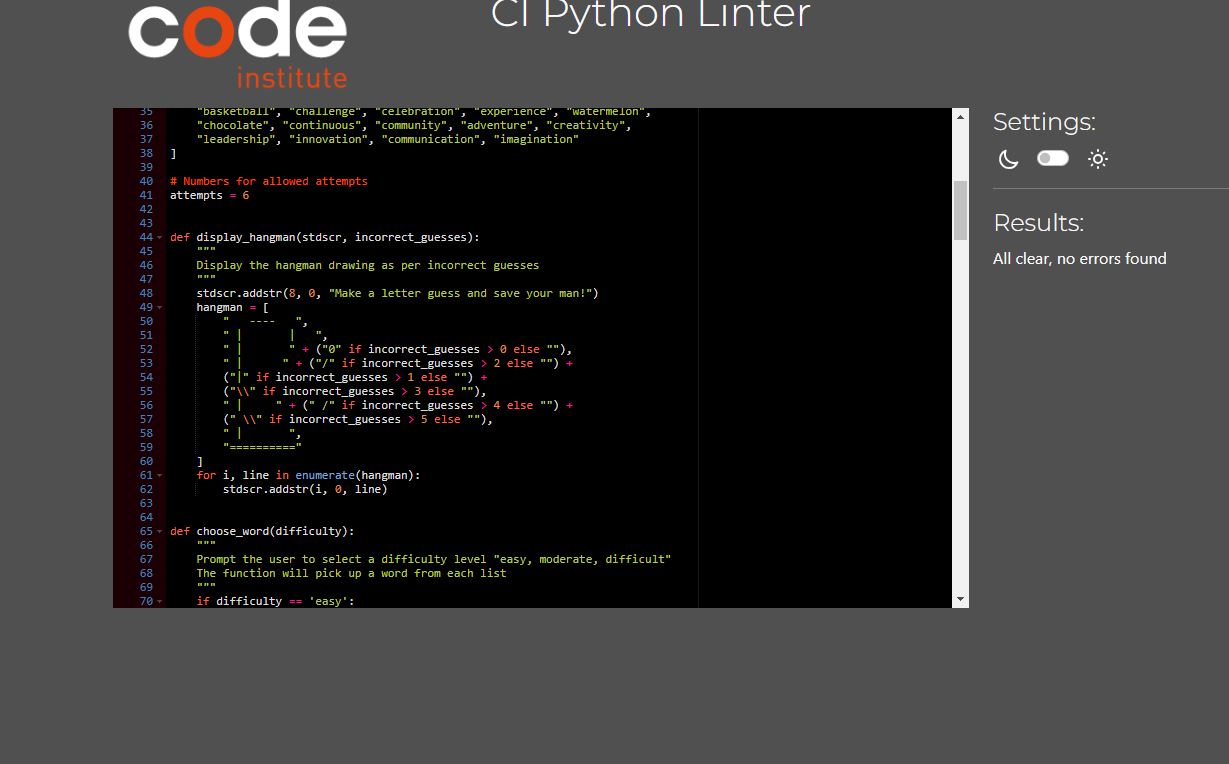 code
institute
CI Python Linter
35 "basketball", "challenge", "celebration", "experience", "watermelon",
36 "chocolate", "continuous", "community", "adventure", "creativity",
37 "leadership", "innovation", "communication", "imagination"
38 ]
39
40 # Numbers for allowed attempts
41 attempts = 6
42
43
44 def display_hangman(stdscr, incorrect_guesses):
45     """
46     Display the hangman drawing as per incorrect guesses
47     """
48     stdscr.addstr(8, 0, "Make a letter guess and save your man!")
49     hangman = [
50         "   ----   ",
51         " |       |   ",
52         " |       " + ("0" if incorrect_guesses > 0 else ""),
53         " |      " + ("/" if incorrect_guesses > 2 else "") +
54         ("|" if incorrect_guesses > 1 else "") +
55         ("\\" if incorrect_guesses > 3 else ""),
56         " |     " + (" /" if incorrect_guesses > 4 else "") +
57         (" \\" if incorrect_guesses > 5 else ""),
58         " |       ",
59         "=========="
60     ]
61     for i, line in enumerate(hangman):
62         stdscr.addstr(i, 0, line)
63
64
65 def choose_word(difficulty):
66     """
67     Prompt the user to select a difficulty level "easy, moderate, difficult"
68     The function will pick up a word from each list
69     """
70     if difficulty == 'easy':
Settings:
Results:
All clear, no errors found